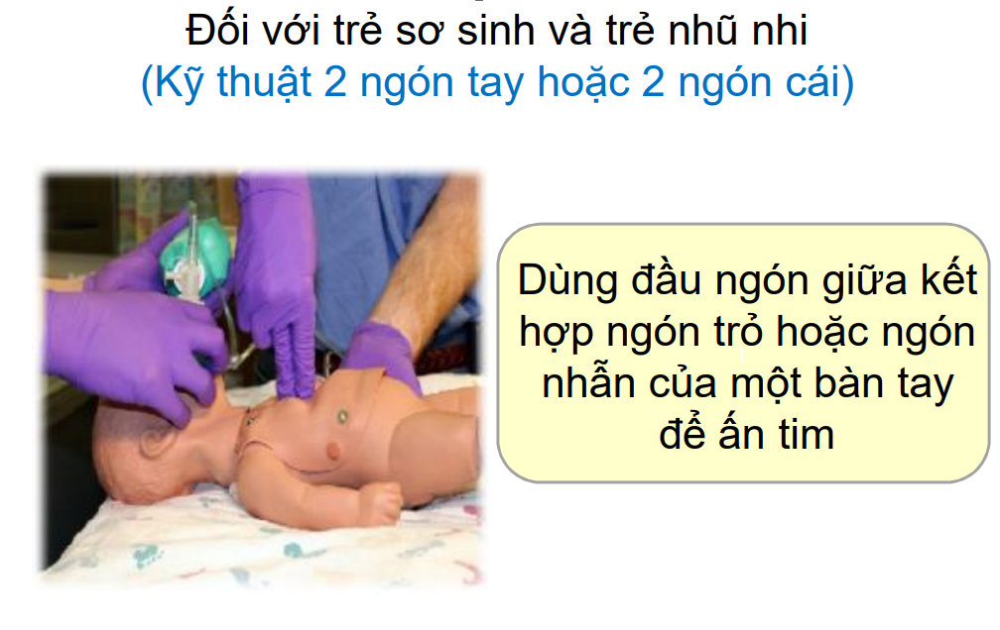 Đối với trẻ sơ sinh và trẻ nhũ nhi
(Kỹ thuật 2 ngón tay hoặc 2 ngón cái)
Dùng đầu ngón giữa kết
hợp ngón trỏ hoặc ngón
nhẫn của một bàn tay
để ấn tim